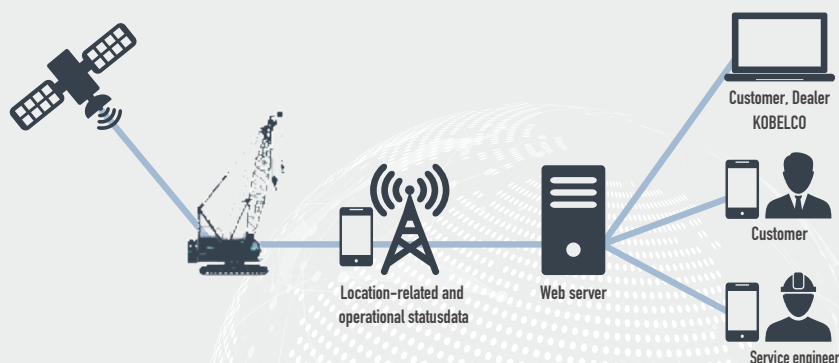 Customer, Dealer
KOBELCO
Customer
Location-related and
operational statusdata
Web server
Service engineer